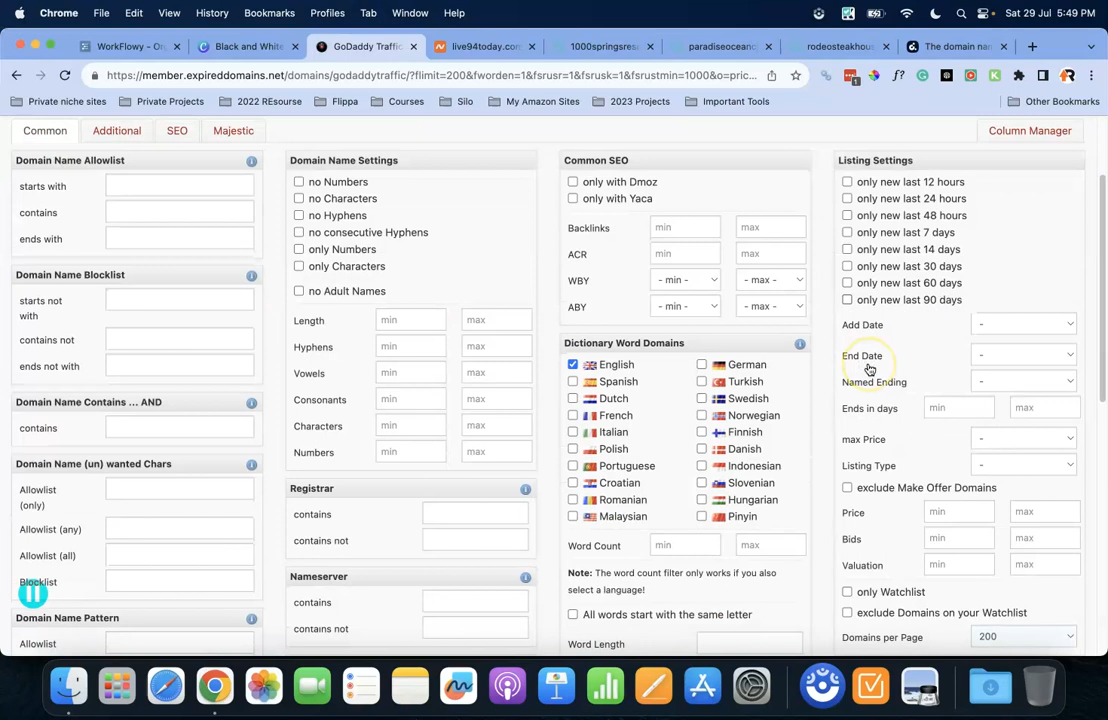 Chrome File Edit View History Bookmarks Profiles Tab Window Help Sat 29 Jul 5:49 PM
WorkFlowy - Or Black and White GoDaddy Traffic live94today.com 1000springsres paradiseocean rodeosteakhous The domain nam
https://member.expireddomains.net/domains/godaddytraffic/?flimit=200&fworden=1&fsrusr=1&fsrusk=1&fsrustmin=1000&o=pric...
Private niche sites Private Projects 2022 REsource Flippa Courses Silo My Amazon Sites 2023 Projects Important Tools Other Bookmarks
Common Additional SEO Majestic Column Manager
Domain Name Allowlist
starts with
contains
ends with
Domain Name Blocklist
starts not
with
contains not
ends not with
Domain Name Contains ... AND
contains
Domain Name (un) wanted Chars
Allowlist
(only)
Allowlist (any)
Allowlist (all)
Blocklist
Domain Name Pattern
Allowlist
Domain Name Settings
no Numbers
no Characters
no Hyphens
no consecutive Hyphens
only Numbers
only Characters
no Adult Names
Length min max
Hyphens min max
Vowels min max
Consonants min max
Characters min max
Numbers min max
Registrar
contains
contains not
Nameserver
contains
contains not
Common SEO
only with Dmoz
only with Yaca
Backlinks min max
ACR min max
WBY - min - - max -
ABY - min - - max -
Dictionary Word Domains
English German
Spanish Turkish
Dutch Swedish
French Norwegian
Italian Finnish
Polish Danish
Portuguese Indonesian
Croatian Slovenian
Romanian Hungarian
Malaysian Pinyin
Word Count min max
Note: The word count filter only works if you also
select a language!
All words start with the same letter
Word Length
Listing Settings
only new last 12 hours
only new last 24 hours
only new last 48 hours
only new last 7 days
only new last 14 days
only new last 30 days
only new last 60 days
only new last 90 days
Add Date -
End Date -
Named Ending -
Ends in days min max
max Price -
Listing Type -
exclude Make Offer Domains
Price min max
Bids min max
Valuation min max
only Watchlist
exclude Domains on your Watchlist
Domains per Page 200